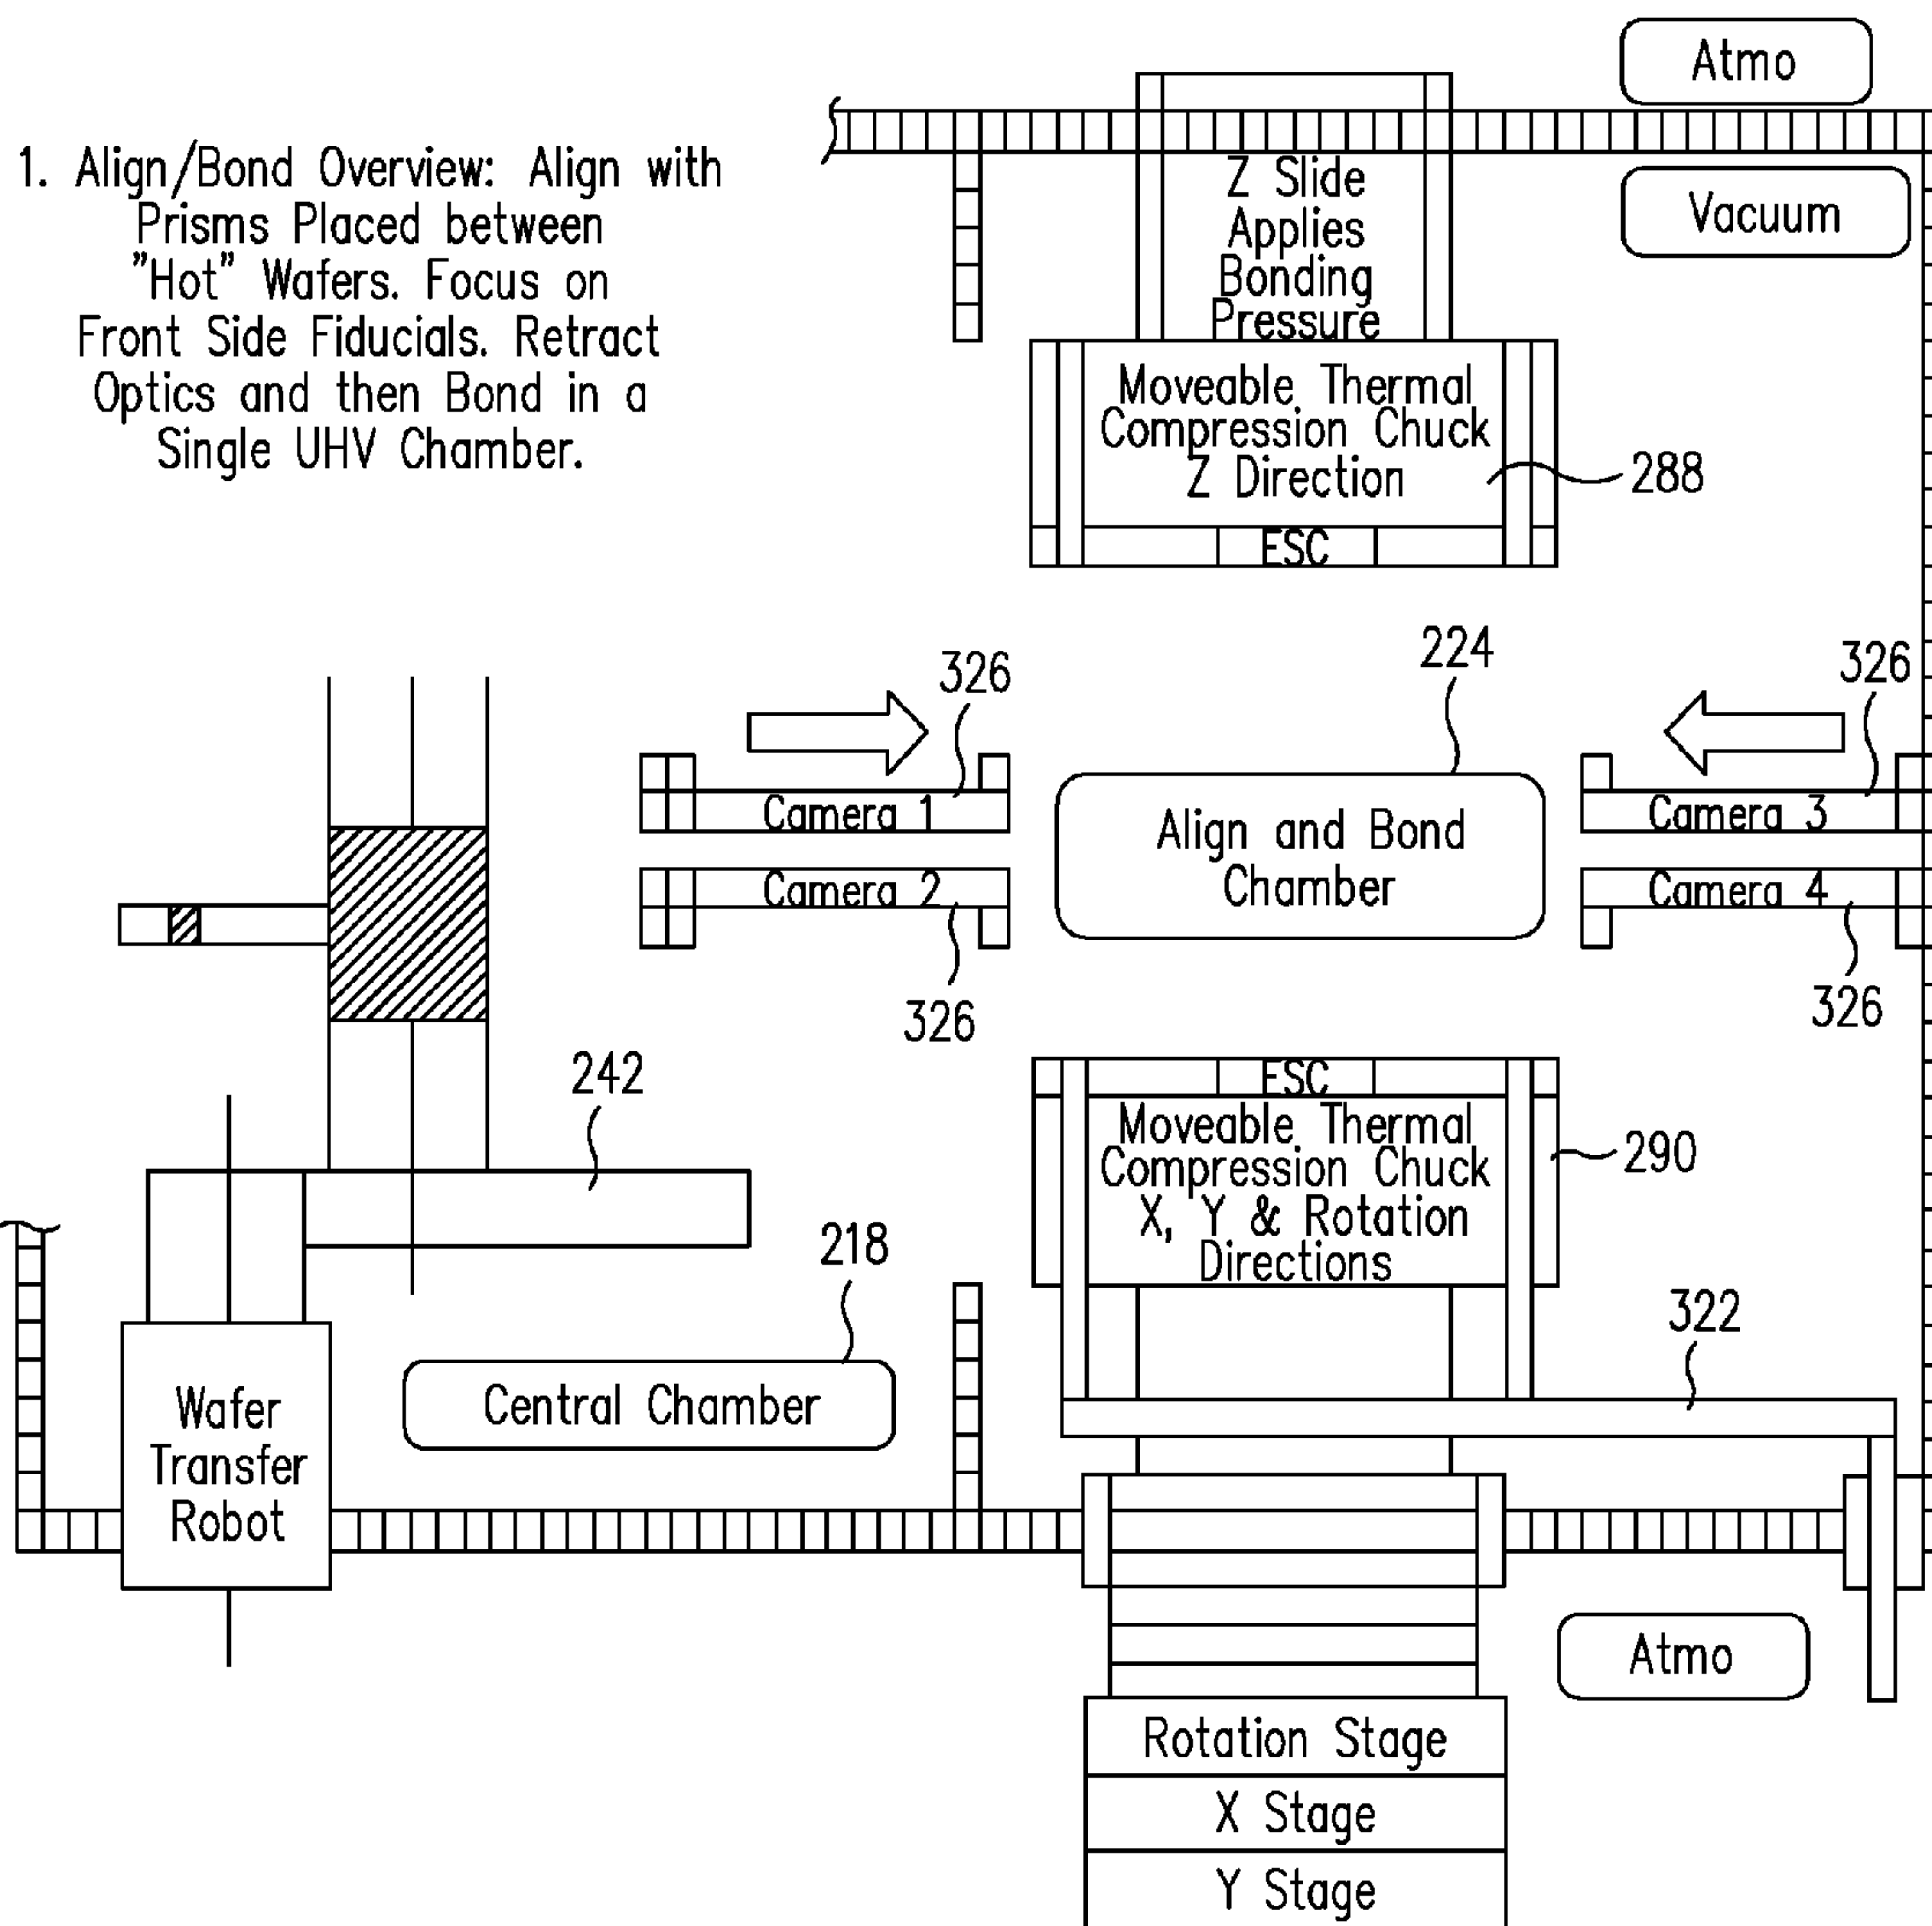 Atmo
1. Align/Bond Overview: Align with
Prisms Placed between
"Hot" Wafers. Focus on
Front Side Fiducials. Retract
Optics and then Bond in a
Single UHV Chamber.
Z Slide
Applies
Bonding
Pressure
Vacuum
Moveable Thermal
Compression Chuck
Z Direction
288
ESC
224
326
326
Camera 1
Camera 3
Align and Bond
Chamber
Camera 2
Camera 4
326
326
242
ESC
Moveable Thermal
Compression Chuck
X, Y & Rotation
Directions
290
218
322
Central Chamber
Wafer
Transfer
Robot
Atmo
Rotation Stage
X Stage
Y Stage